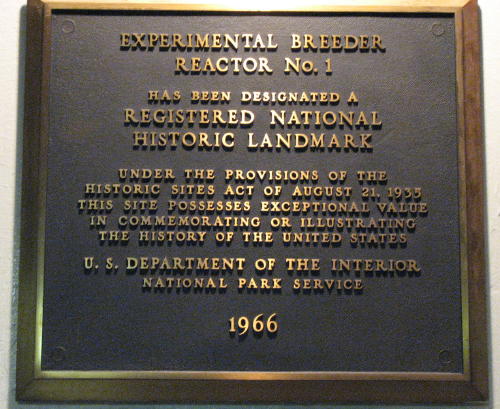 EXPERIMENTAL BREEDER
REACTOR No. 1
HAS BEEN DESIGNATED A
REGISTERED NATIONAL
HISTORIC LANDMARK
UNDER THE PROVISIONS OF THE
HISTORIC SITES ACT OF AUGUST 21, 1935
THIS SITE POSSESSES EXCEPTIONAL VALUE
IN COMMEMORATING OR ILLUSTRATING
THE HISTORY OF THE UNITED STATES
U. S. DEPARTMENT OF THE INTERIOR
NATIONAL PARK SERVICE
1966